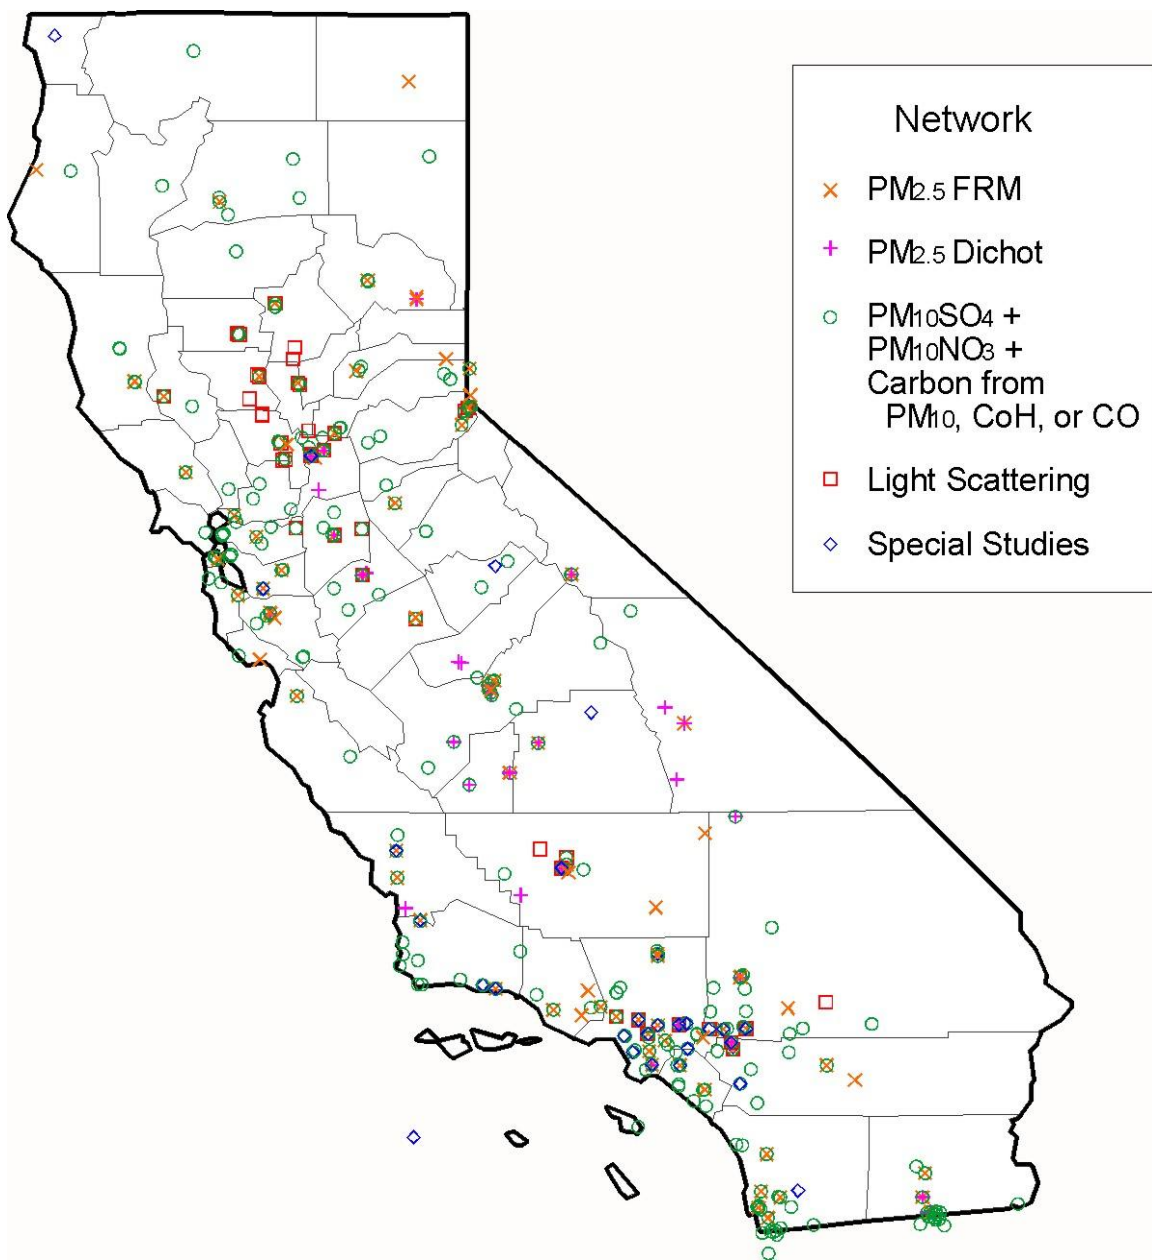 Network
PM2.5 FRM
PM2.5 Dichot
PM10SO4 +
PM10NO3 +
Carbon from
PM10, CoH, or CO
Light Scattering
Special Studies